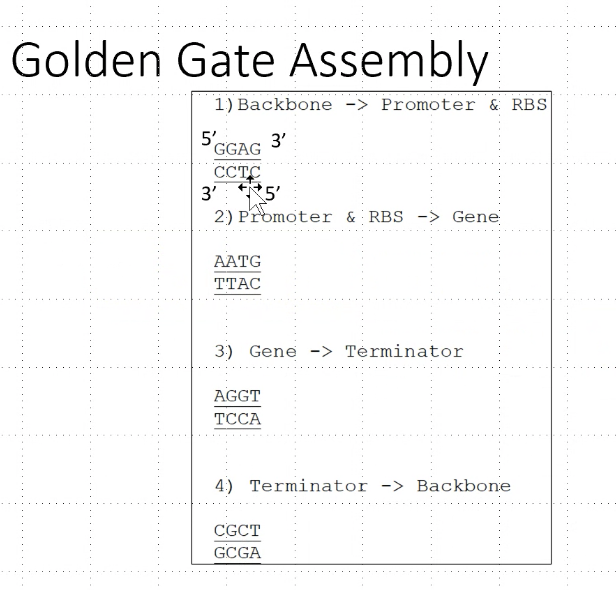 Golden Gate Assembly
1)Backbone -> Promoter & RBS
5’ GGAG 3’
CCTC
3’ 5’
2)Promoter & RBS -> Gene
AATG
TTAC
3) Gene -> Terminator
AGGT
TCCA
4) Terminator -> Backbone
CGCT
GCGA